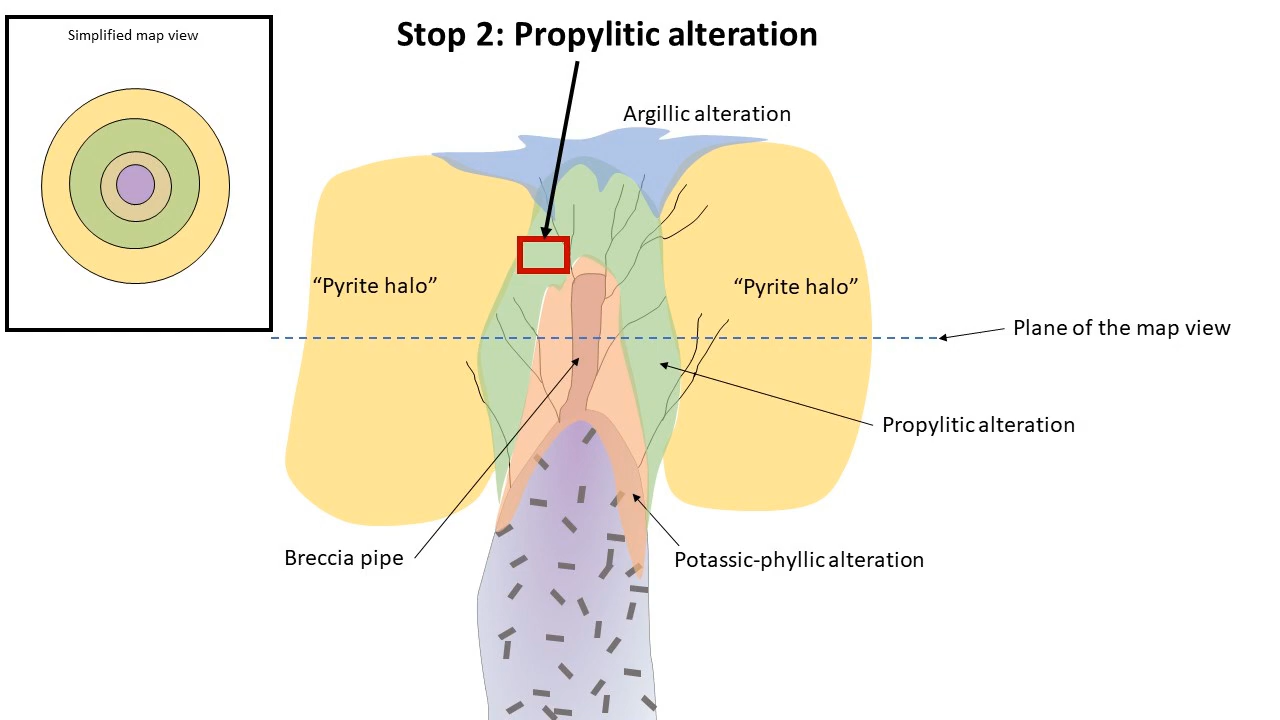 Simplified map view
Stop 2: Propylitic alteration
Argillic alteration
“Pyrite halo”
“Pyrite halo”
Plane of the map view
Propylitic alteration
Breccia pipe
Potassic-phyllic alteration